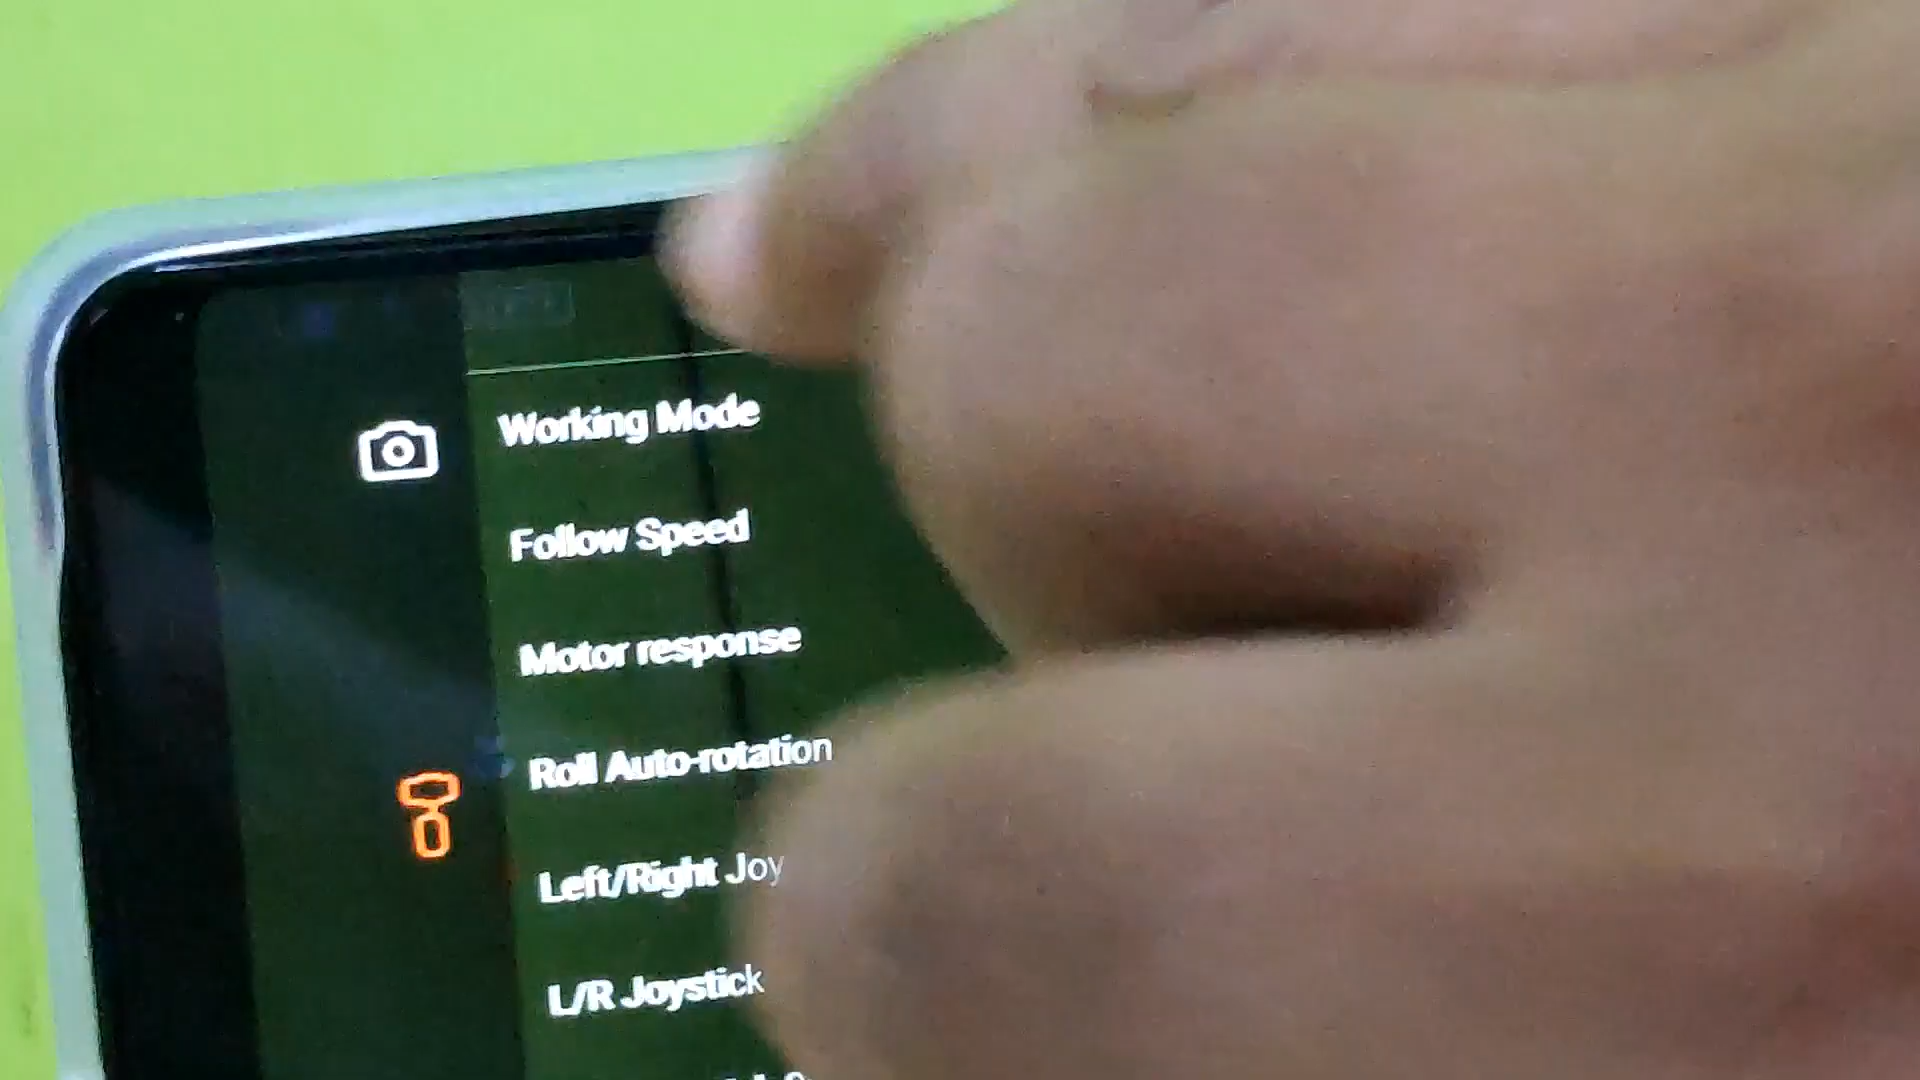 Working Mode
Follow Speed
Motor response
Roll Auto-rotation
Left/Right Joy
L/R Joystick